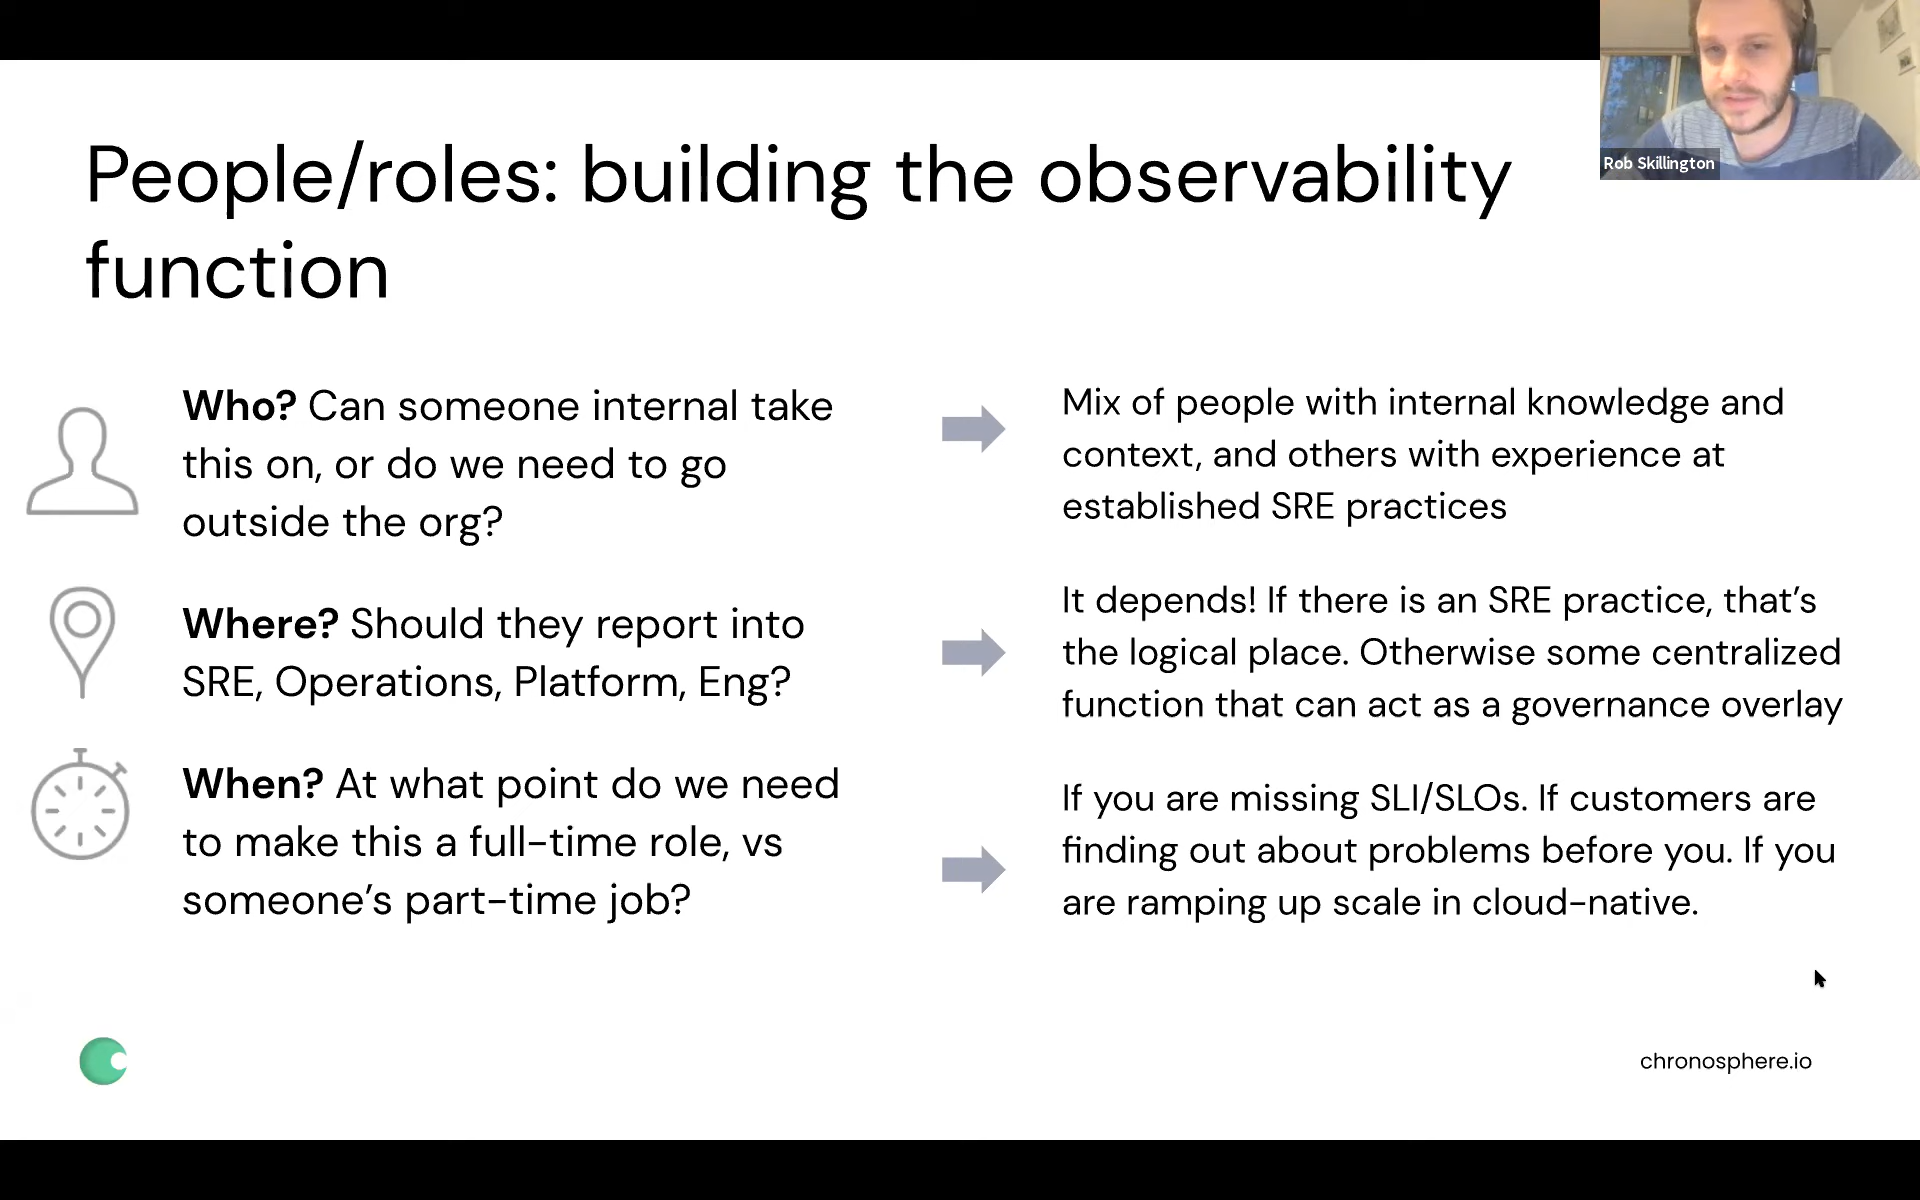 Rob Skillington
People/roles: building the observability
function
Who? Can someone internal take
this on, or do we need to go
outside the org?
Mix of people with internal knowledge and
context, and others with experience at
established SRE practices
Where? Should they report into
SRE, Operations, Platform, Eng?
It depends! If there is an SRE practice, that’s
the logical place. Otherwise some centralized
function that can act as a governance overlay
When? At what point do we need
to make this a full-time role, vs
someone’s part-time job?
If you are missing SLI/SLOs. If customers are
finding out about problems before you. If you
are ramping up scale in cloud-native.
chronosphere.io